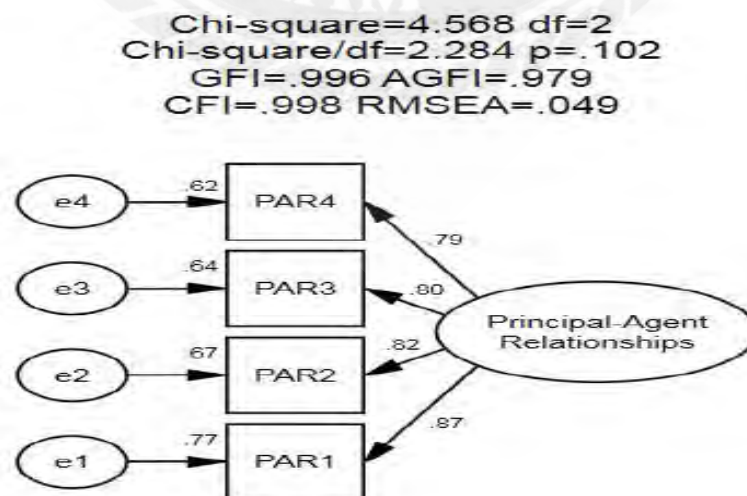 Chi-square=4.568 df=2
Chi-square/df=2.284 p=.102
GFI=.996 AGFI=.979
CFI=.998 RMSEA=.049
e4
.62
PAR4
.79
e3
.64
PAR3
.80
Principal-Agent
Relationships
e2
.67
PAR2
.82
e1
.77
PAR1
.87